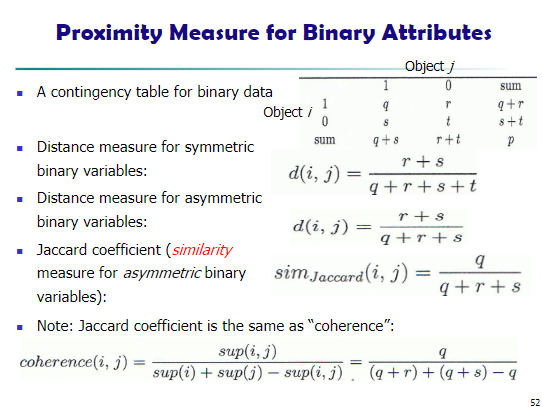 Proximity Measure for Binary Attributes
Object j
1 0 sum
▪ A contingency table for binary data
Object i 1 q r q+r
0 s t s+t
sum q+s r+t p
▪ Distance measure for symmetric
binary variables:
d(i, j) = \frac{r+s}{q+r+s+t}
▪ Distance measure for asymmetric
binary variables:
d(i, j) = \frac{r+s}{q+r+s}
▪ Jaccard coefficient (similarity
measure for asymmetric binary
variables):
sim_{Jaccard}(i, j) = \frac{q}{q+r+s}
▪ Note: Jaccard coefficient is the same as “coherence”:
coherence(i, j) = \frac{sup(i, j)}{sup(i) + sup(j) − sup(i, j)} = \frac{q}{(q+r) + (q+s) − q}
52